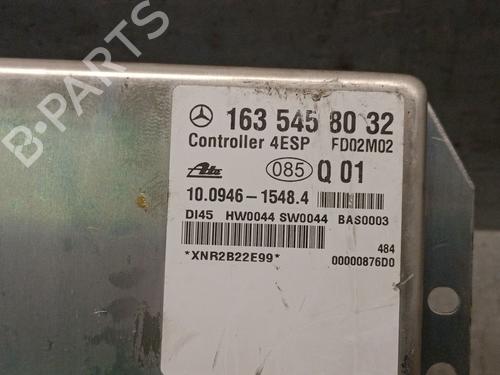 163 545 80 32
Controller 4ESP FD02M02
Ate 085 Q 01
10.0946-1548.4
DI45 HW0044 SW0044 BAS0003
484
*XNR2B22E99* 00000876D0
B-PARTS